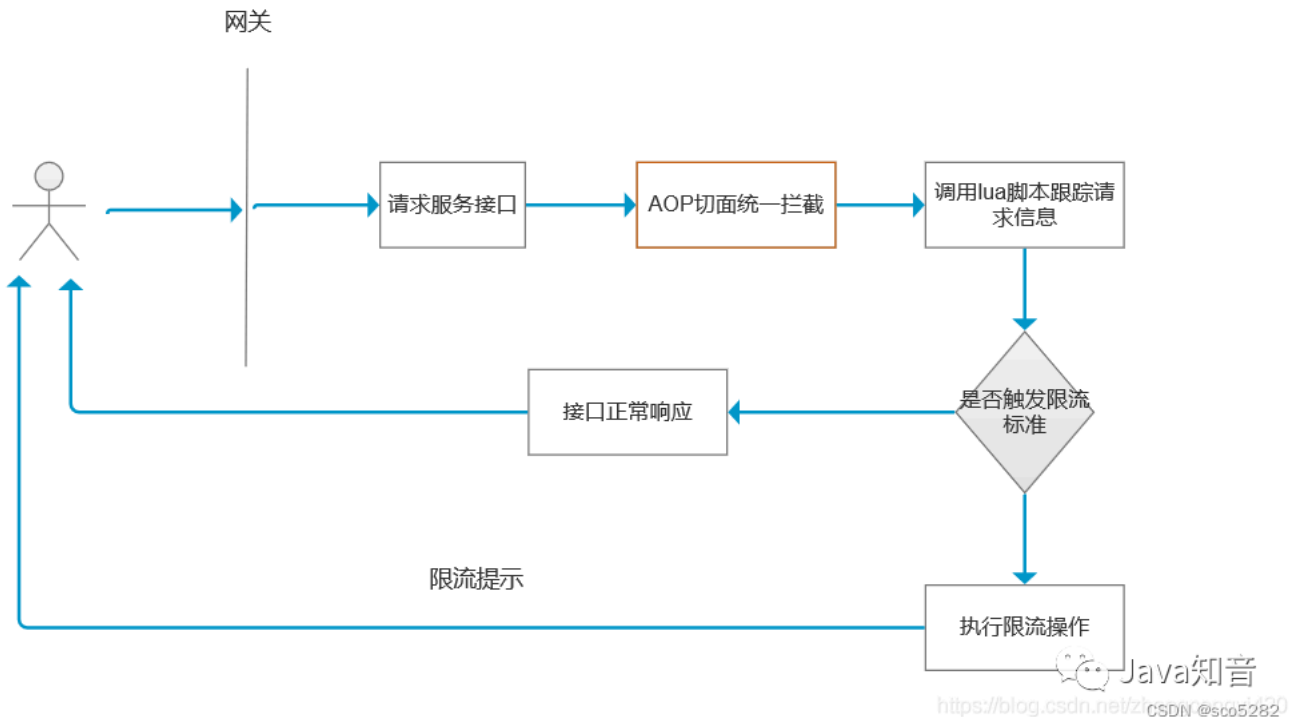 网关
请求服务接口
AOP切面统一拦截
调用lua脚本跟踪请
求信息
是否触发限流
标准
接口正常响应
限流提示
执行限流操作
Java知音
CSDN @sco5282